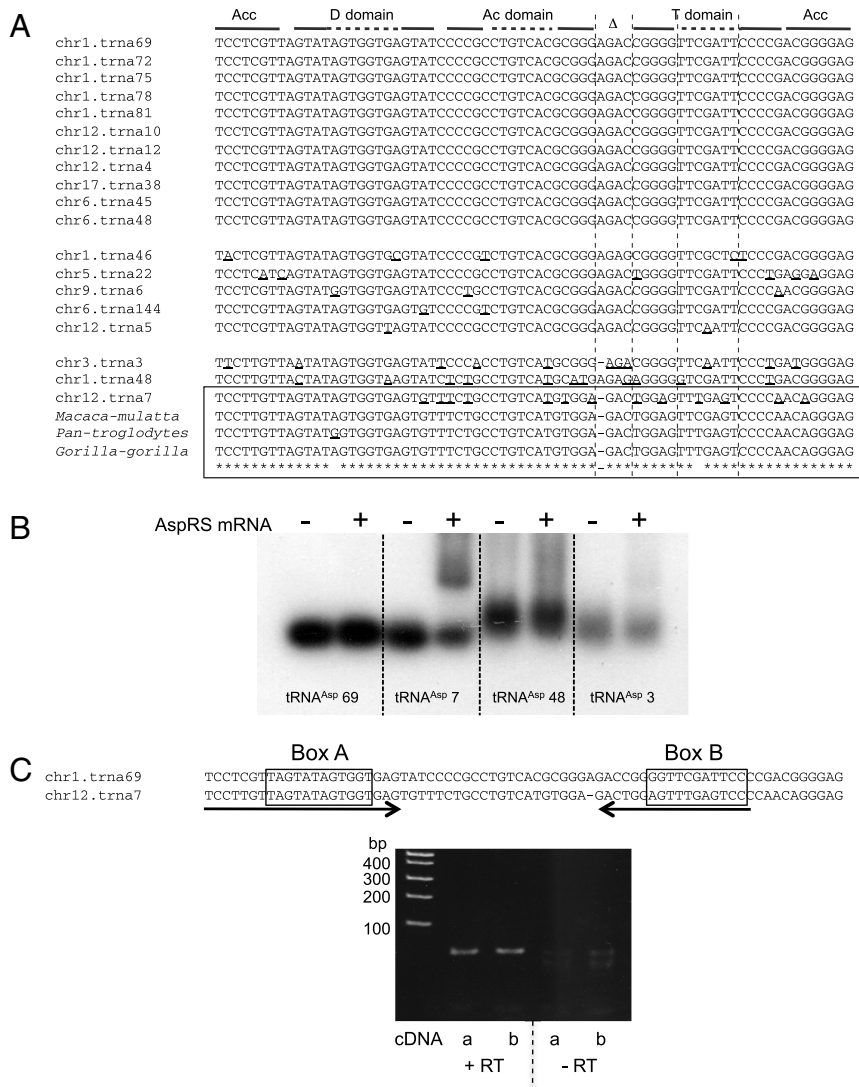 A
Acc D domain Ac domain Δ T domain Acc
chr1.trna69 TCCTCGTTAGTATAGTGGTGAGTATCCCCGCCTGTCACGCGGGAGACCGGGGTTCGATTCCCCGACGGGGAG
chr1.trna72 TCCTCGTTAGTATAGTGGTGAGTATCCCCGCCTGTCACGCGGGAGACCGGGGTTCGATTCCCCGACGGGGAG
chr1.trna75 TCCTCGTTAGTATAGTGGTGAGTATCCCCGCCTGTCACGCGGGAGACCGGGGTTCGATTCCCCGACGGGGAG
chr1.trna78 TCCTCGTTAGTATAGTGGTGAGTATCCCCGCCTGTCACGCGGGAGACCGGGGTTCGATTCCCCGACGGGGAG
chr1.trna81 TCCTCGTTAGTATAGTGGTGAGTATCCCCGCCTGTCACGCGGGAGACCGGGGTTCGATTCCCCGACGGGGAG
chr12.trna10 TCCTCGTTAGTATAGTGGTGAGTATCCCCGCCTGTCACGCGGGAGACCGGGGTTCGATTCCCCGACGGGGAG
chr12.trna12 TCCTCGTTAGTATAGTGGTGAGTATCCCCGCCTGTCACGCGGGAGACCGGGGTTCGATTCCCCGACGGGGAG
chr12.trna4 TCCTCGTTAGTATAGTGGTGAGTATCCCCGCCTGTCACGCGGGAGACCGGGGTTCGATTCCCCGACGGGGAG
chr17.trna38 TCCTCGTTAGTATAGTGGTGAGTATCCCCGCCTGTCACGCGGGAGACCGGGGTTCGATTCCCCGACGGGGAG
chr6.trna45 TCCTCGTTAGTATAGTGGTGAGTATCCCCGCCTGTCACGCGGGAGACCGGGGTTCGATTCCCCGACGGGGAG
chr6.trna48 TCCTCGTTAGTATAGTGGTGAGTATCCCCGCCTGTCACGCGGGAGACCGGGGTTCGATTCCCCGACGGGGAG
chr1.trna46 TACTCGTTAGTATAGTGGTGCGTATCCCCGTCTGTCACGCGGGAGAGCGGGGTTCGCTCTCCCGACGGGGAG
chr5.trna22 TCCTCATCAGTATAGTGGTGAGTATCCCCGCCTGTCACGCGGGAGACTGGGGTTCGATTCCCTGAGGAGGAG
chr9.trna6 TCCTCGTTAGTATGGTGGTGAGTATCCCTGCCTGTCACGCGGGAGACCGGGGTTCGATTCCCCAACGGGGAG
chr6.trna144 TCCTCGTTAGTATAGTGGTGAGTGTCCCCGTCTGTCACGCGGGAGACCGGGGTTCGATTCCCCGACGGGGAG
chr12.trna5 TCCTCGTTAGTATAGTGGTTAGTATCCCCGCCTGTCACGCGGGAGACCGGGGTTCAATTCCCCGACGGGGAG
chr3.trna3 TTCTTGTTAATATAGTGGTGAGTATTCCCACCTGTCATGCGGG-AGACGGGGTTCAATTCCCTGATGGGGAG
chr1.trna48 TCCTTGTTACTATAGTGGTAAGTATCTCTGCCTGTCATGCATGAGAGAGGGGGTCGATTCCCTGACGGGGAG
chr12.trna7 TCCTTGTTAGTATAGTGGTGAGTGTTTCTGCCTGTCATGTGGA-GACTGGAGTTTGAGTCCCCAACAGGGAG
Macaca-mulatta TCCTTGTTAGTATAGTGGTGAGTGTTTCTGCCTGTCATGTGGA-GACTGGAGTTTGAGTCCCCAACAGGGAG
Pan-troglodytes TCCTTGTTAGTATGGTGGTGAGTGTTTCTGCCTGTCATGTGGA-GACTGGAGTTTGAGTCCCCAACAGGGAG
Gorilla-gorilla TCCTTGTTAGTATAGTGGTGAGTGTTTCTGCCTGTCATGTGGA-GACTGGAGTTTGAGTCCCCAACAGGGAG
B
AspRS mRNA - + - + - + - +
tRNAAsp 69 tRNAAsp 7 tRNAAsp 48 tRNAAsp 3
C
Box A Box B
chr1.trna69 TCCTCGTTAGTATAGTGGTGAGTATCCCCGCCTGTCACGCGGGAGACCGGGGTTCGATTCCCCGACGGGGAG
chr12.trna7 TCCTTGTTAGTATAGTGGTGAGTGTTTCTGCCTGTCATGTGGA-GACTGGAGTTTGAGTCCCCAACAGGGAG
bp
400
300
200
100
cDNA a b a b
+ RT - RT